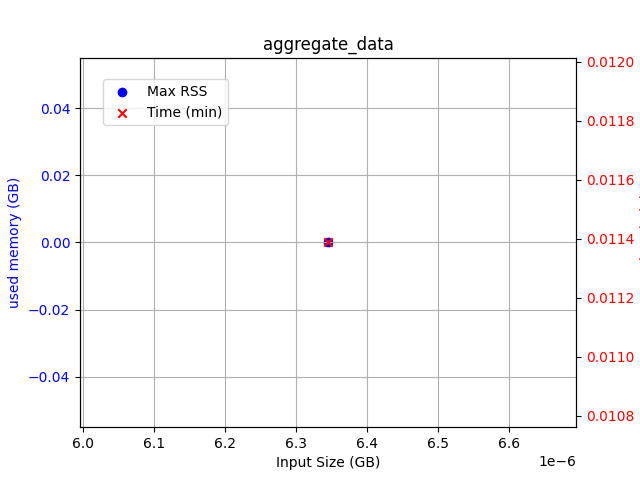 aggregate_data
Max RSS
Time (min)
used memory (GB)
0.04
0.02
0.00
−0.02
−0.04
0.0120
0.0118
0.0116
0.0114
0.0112
0.0110
0.0108
6.0 6.1 6.2 6.3 6.4 6.5 6.6
Input Size (GB)
1e−6